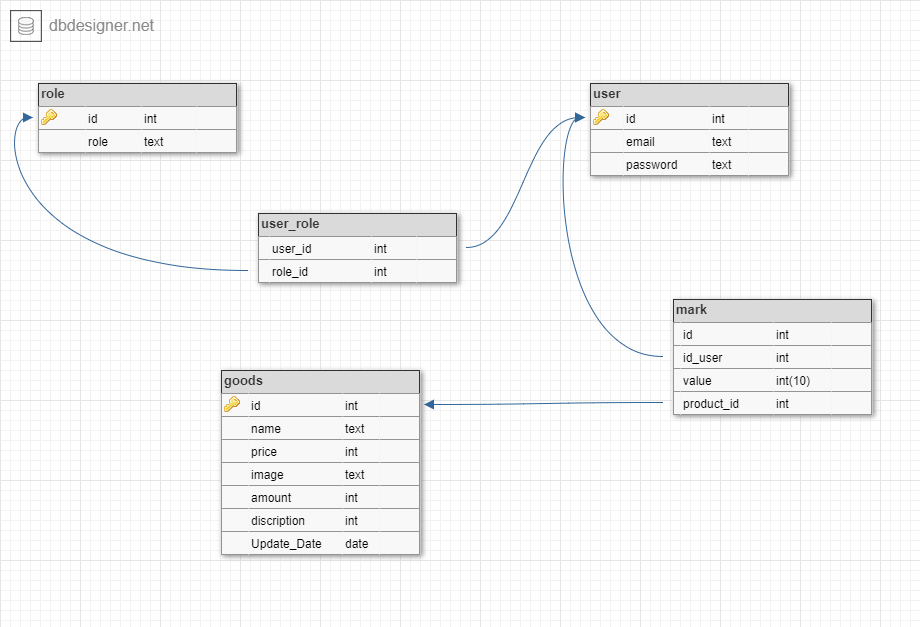 dbdesigner.net
role
id int
role text
user
id int
email text
password text
user_role
user_id int
role_id int
mark
id int
id_user int
value int(10)
product_id int
goods
id int
name text
price int
image text
amount int
discription int
Update_Date date